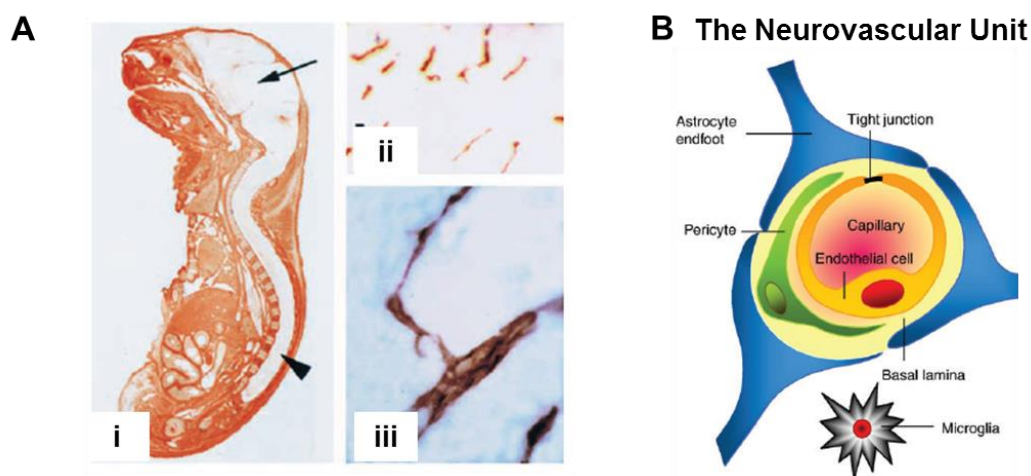 A
i
ii
iii
B The Neurovascular Unit
Astrocyte
endfoot
Tight junction
Pericyte
Capillary
Endothelial cell
Basal lamina
Microglia